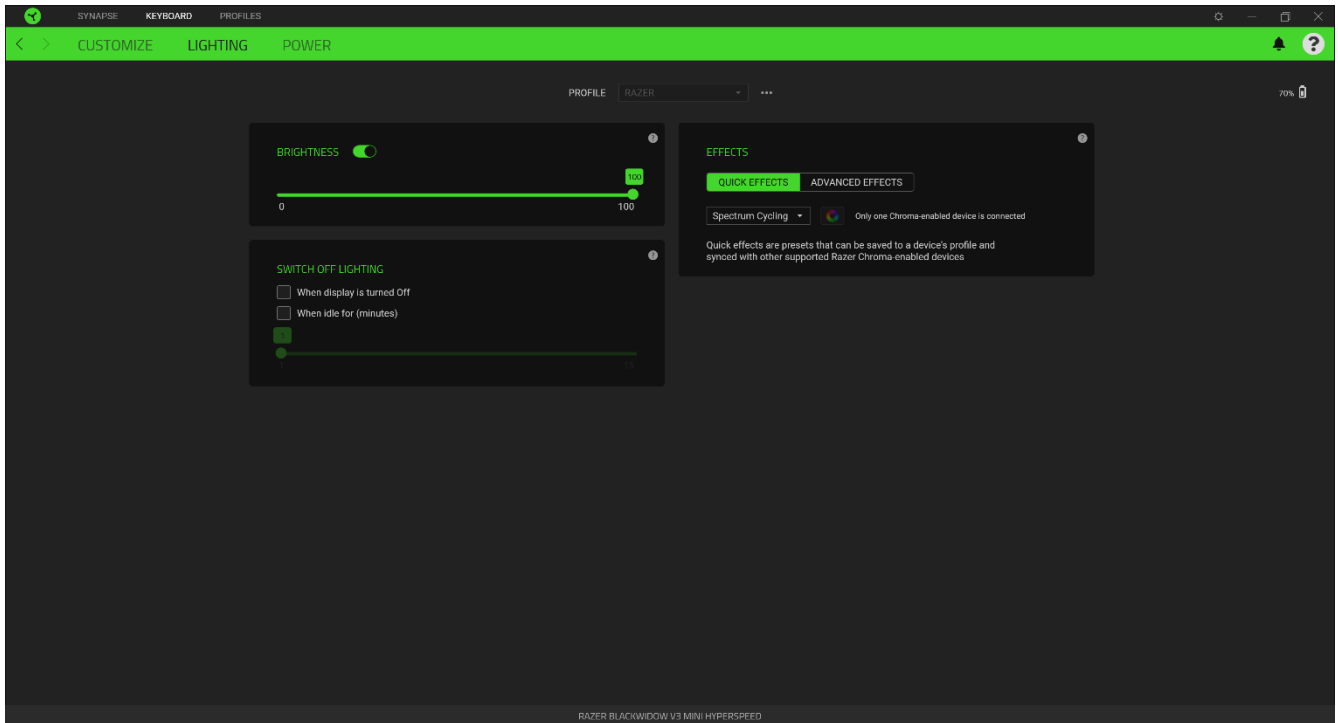 SYNAPSE KEYBOARD PROFILES
CUSTOMIZE LIGHTING POWER
PROFILE RAZER
70%
BRIGHTNESS
100
0 100
SWITCH OFF LIGHTING
When display is turned Off
When idle for (minutes)
1
1 15
EFFECTS
QUICK EFFECTS ADVANCED EFFECTS
Spectrum Cycling Only one Chroma-enabled device is connected
Quick effects are presets that can be saved to a device's profile and
synced with other supported Razer Chroma-enabled devices
RAZER BLACKWIDOW V3 MINI HYPERSPEED